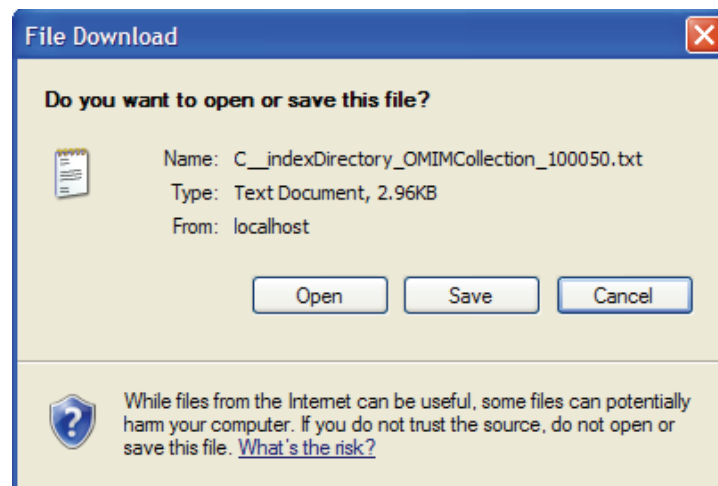 File Download
Do you want to open or save this file?
Name: C__indexDirectory_OMIMCollection_100050.txt
Type: Text Document, 2.96KB
From: localhost
Open Save Cancel
While files from the Internet can be useful, some files can potentially
harm your computer. If you do not trust the source, do not open or
save this file. What's the risk?